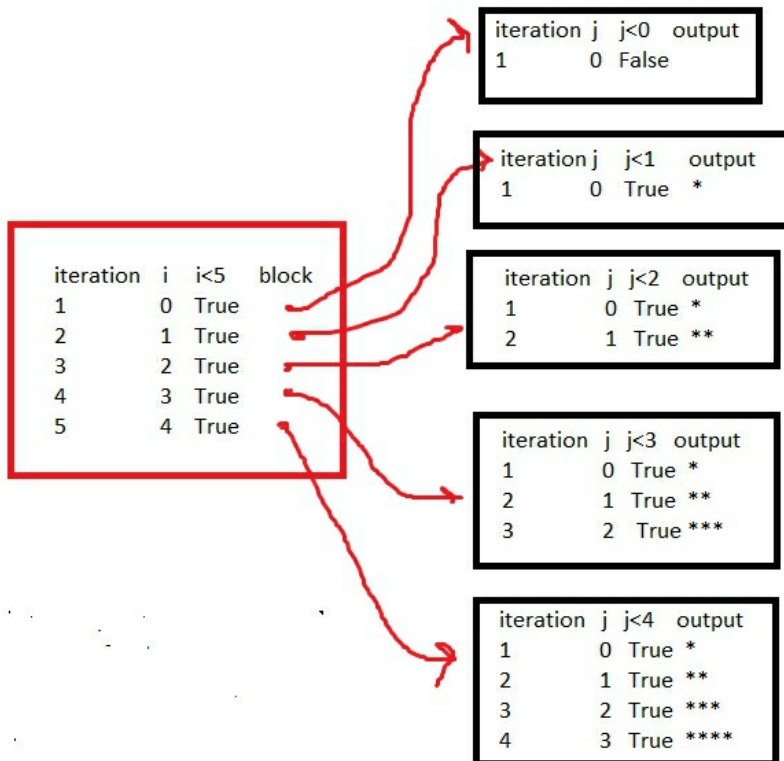 iteration i i<5 block
1 0 True
2 1 True
3 2 True
4 3 True
5 4 True
iteration j j<0 output
1 0 False
iteration j j<1 output
1 0 True *
iteration j j<2 output
1 0 True *
2 1 True **
iteration j j<3 output
1 0 True *
2 1 True **
3 2 True ***
iteration j j<4 output
1 0 True *
2 1 True **
3 2 True ***
4 3 True ****